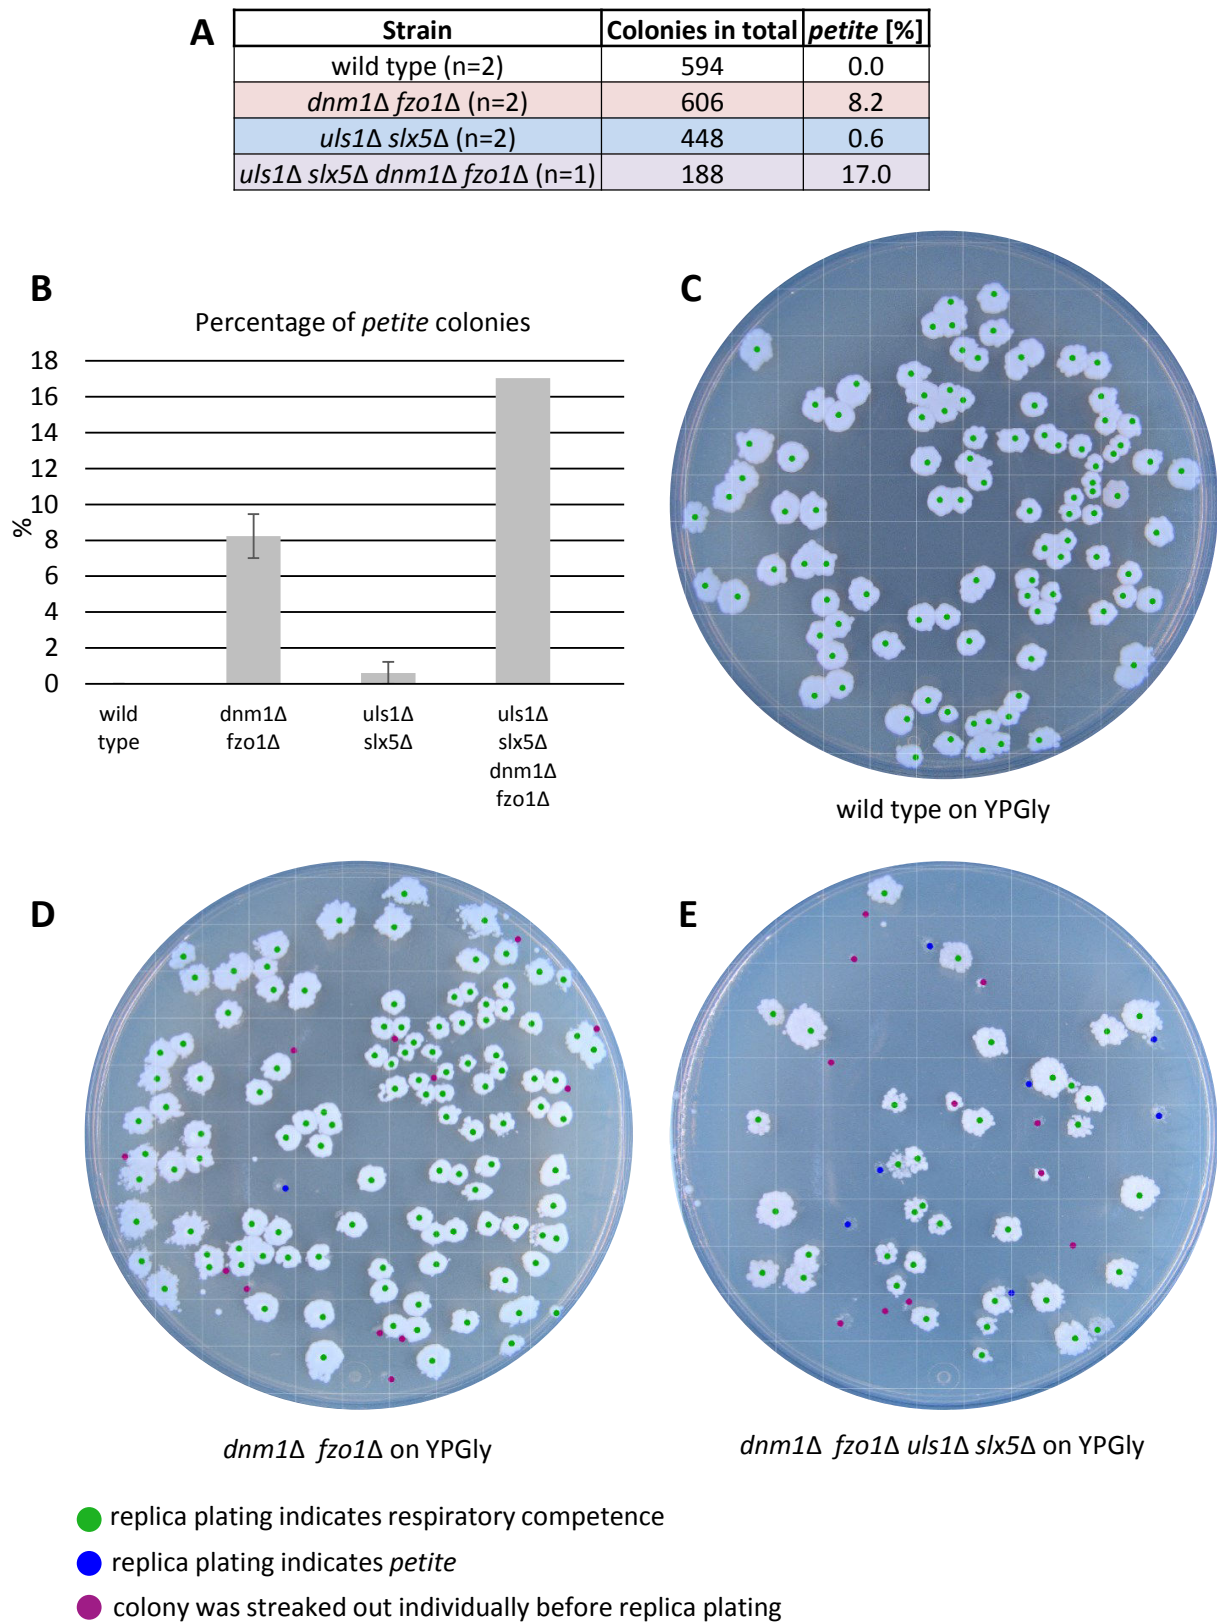 A
Strain Colonies in total petite [%]
wild type (n=2) 594 0.0
dnm1Δ fzo1Δ (n=2) 606 8.2
uls1Δ slx5Δ (n=2) 448 0.6
uls1Δ slx5Δ dnm1Δ fzo1Δ (n=1) 188 17.0
B
Percentage of petite colonies
18
16
14
12
10
8
6
4
2
0
%
wild type
dnm1Δ fzo1Δ
uls1Δ slx5Δ
uls1Δ slx5Δ dnm1Δ fzo1Δ
C
wild type on YPGly
D
dnm1Δ fzo1Δ on YPGly
E
dnm1Δ fzo1Δ uls1Δ slx5Δ on YPGly
replica plating indicates respiratory competence
replica plating indicates petite
colony was streaked out individually before replica plating